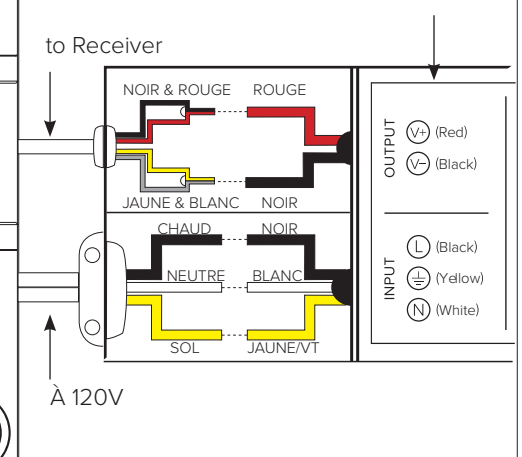 to Receiver
NOIR & ROUGE ROUGE
JAUNE & BLANC NOIR
CHAUD NOIR
NEUTRE BLANC
SOL JAUNE/VT
À 120V
OUTPUT
V+ (Red)
V- (Black)
INPUT
L (Black)
(Yellow)
N (White)